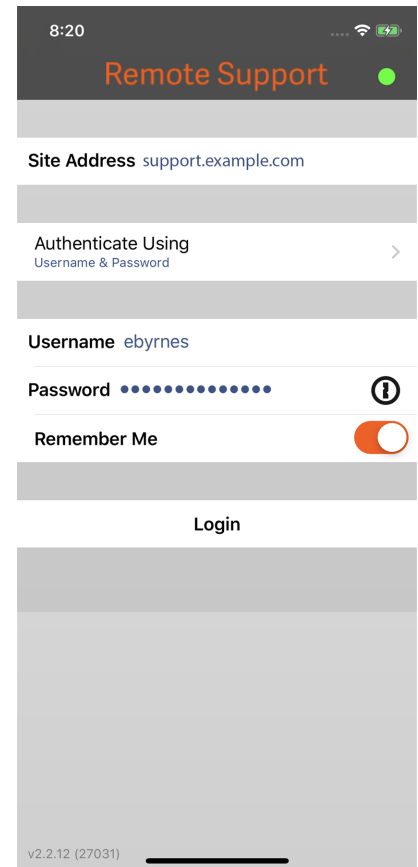 8:20
Remote Support
Site Address support.example.com
Authenticate Using
Username & Password
Username ebyrnes
Password ••••••••••••••
Remember Me
Login
v2.2.12 (27031)